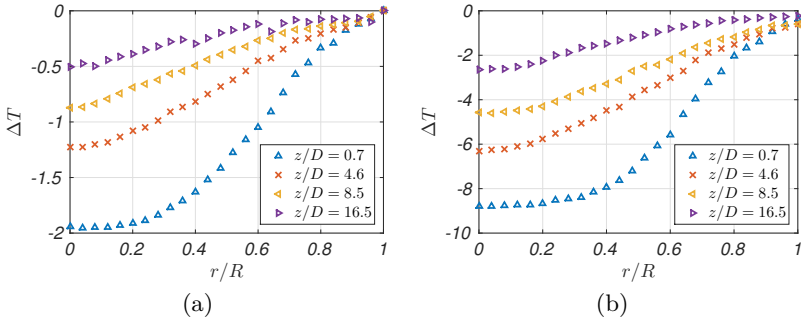 0
-0.5
-1
-1.5
-2
ΔT
0 0.2 0.4 0.6 0.8 1
r/R
z/D = 0.7
z/D = 4.6
z/D = 8.5
z/D = 16.5
(a)
0
-2
-4
-6
-8
-10
ΔT
0 0.2 0.4 0.6 0.8 1
r/R
z/D = 0.7
z/D = 4.6
z/D = 8.5
z/D = 16.5
(b)